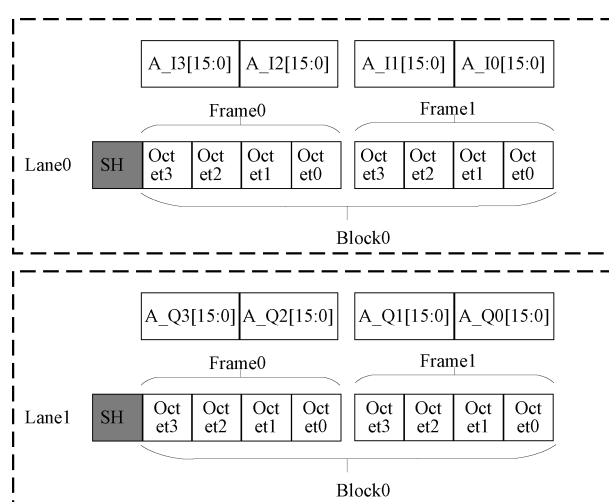 A_I3[15:0] A_I2[15:0] A_I1[15:0] A_I0[15:0]
Frame0 Frame1
Lane0 SH Oct et3 Oct et2 Oct et1 Oct et0 Oct et3 Oct et2 Oct et1 Oct et0
Block0
A_Q3[15:0] A_Q2[15:0] A_Q1[15:0] A_Q0[15:0]
Frame0 Frame1
Lane1 SH Oct et3 Oct et2 Oct et1 Oct et0 Oct et3 Oct et2 Oct et1 Oct et0
Block0